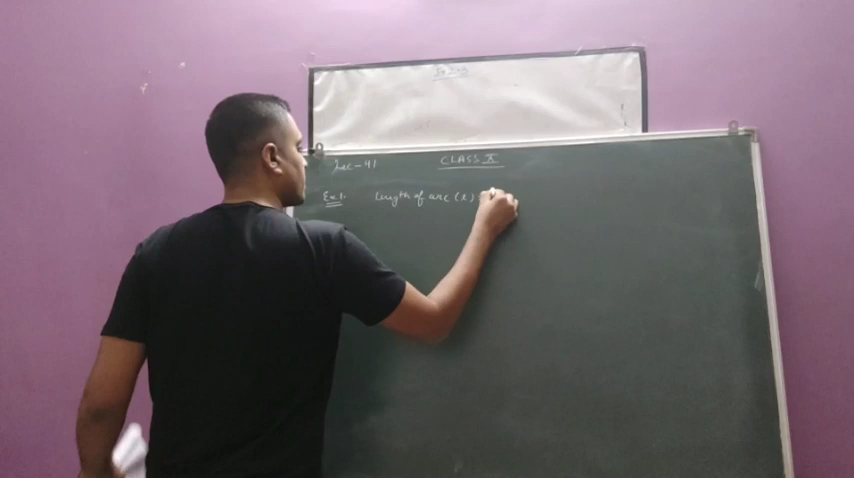 Lec-41
CLASS X
Ex1. Length of arc (l)